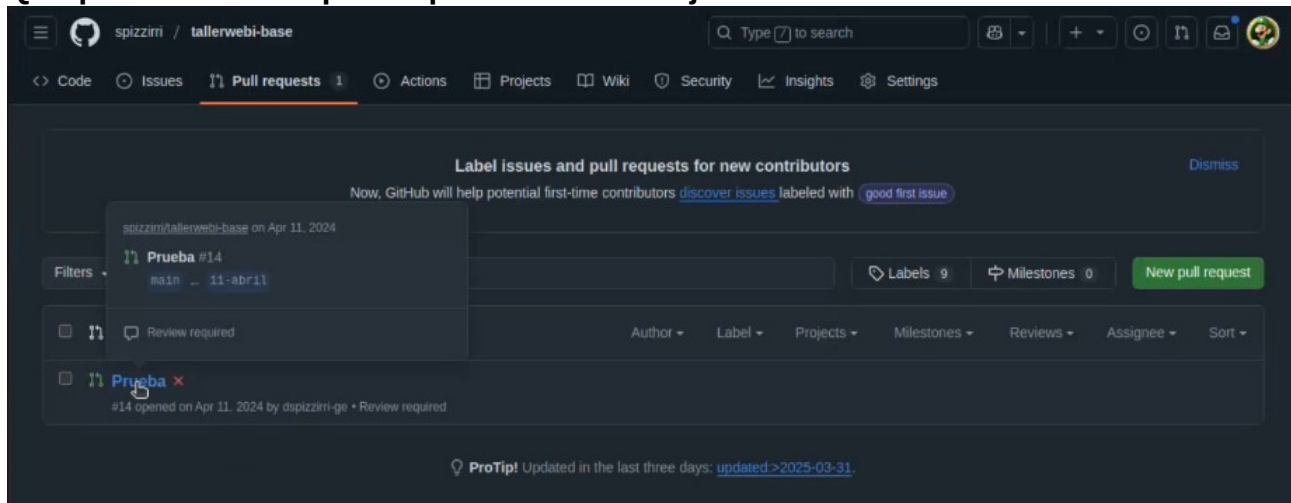 spizzirri / tallerwebi-base
Type / to search
<> Code Issues Pull requests 1 Actions Projects Wiki Security Insights Settings
Label issues and pull requests for new contributors
Dismiss
Now, GitHub will help potential first-time contributors discover issues labeled with good first issue
spizzirri/tallerwebi-base on Apr 11, 2024
Prueba #14
main … 11-abril
Review required
Filters
Labels 9 Milestones 0 New pull request
Author Label Projects Milestones Reviews Assignee Sort
Prueba
#14 opened on Apr 11, 2024 by dspizzirri-ge • Review required
ProTip! Updated in the last three days: updated:>2025-03-31.